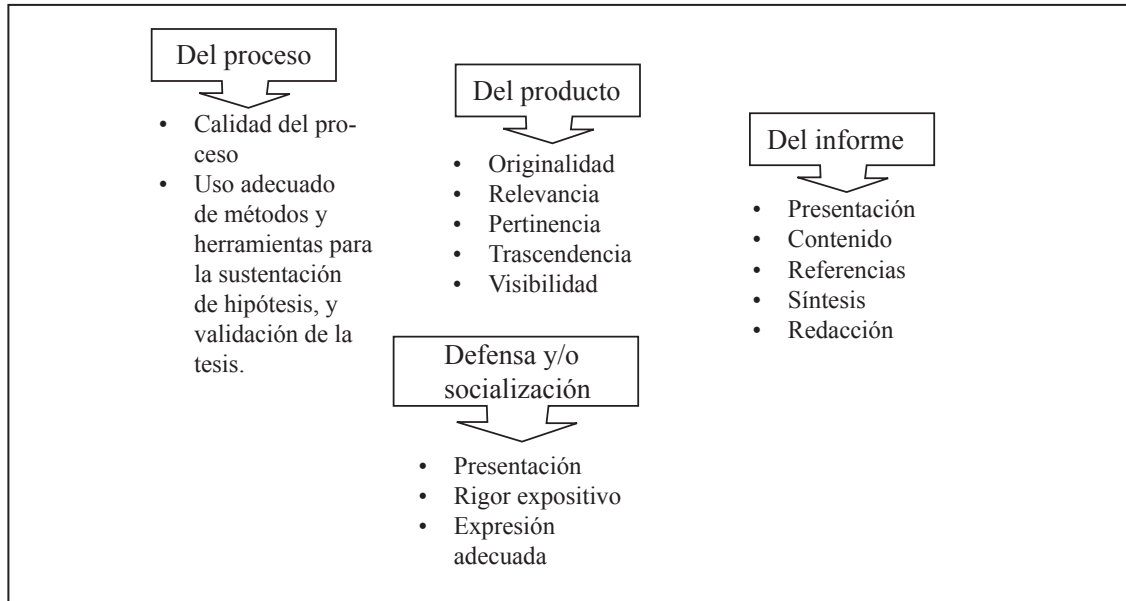 Del proceso
• Calidad del pro-
ceso
• Uso adecuado
de métodos y
herramientas para
la sustentación
de hipótesis, y
validación de la
tesis.
Del producto
• Originalidad
• Relevancia
• Pertinencia
• Trascendencia
• Visibilidad
Del informe
• Presentación
• Contenido
• Referencias
• Síntesis
• Redacción
Defensa y/o
socialización
• Presentación
• Rigor expositivo
• Expresión
adecuada